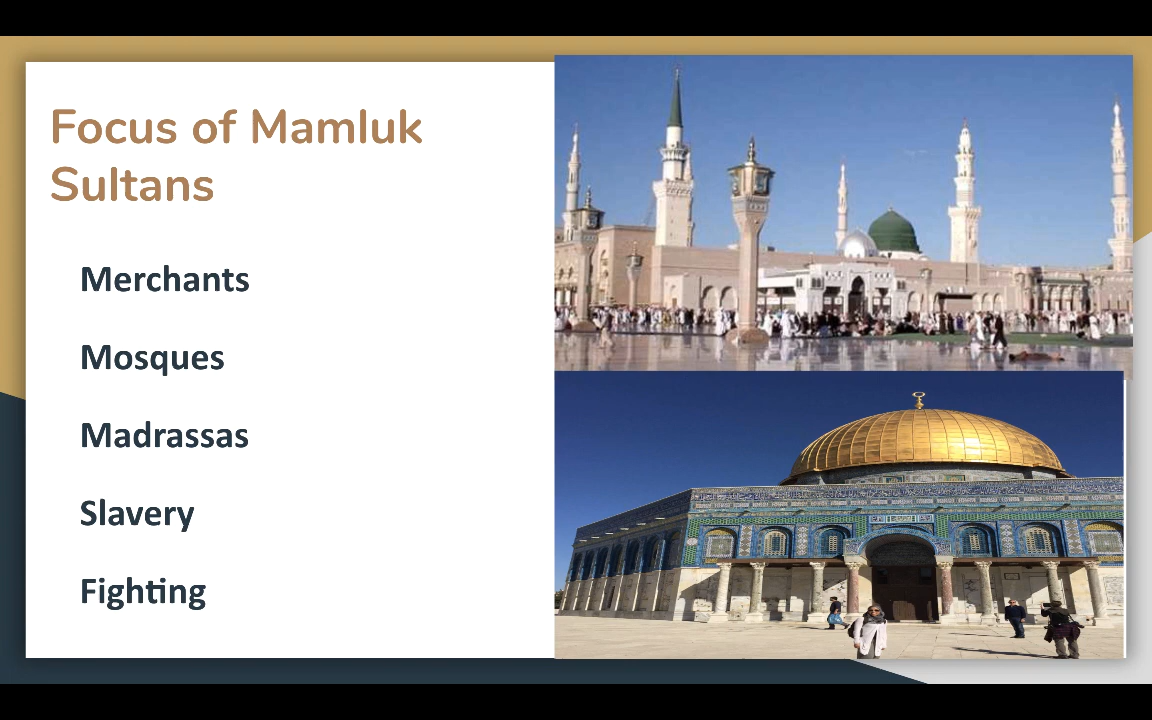 Focus of Mamluk
Sultans
Merchants
Mosques
Madrassas
Slavery
Fighting